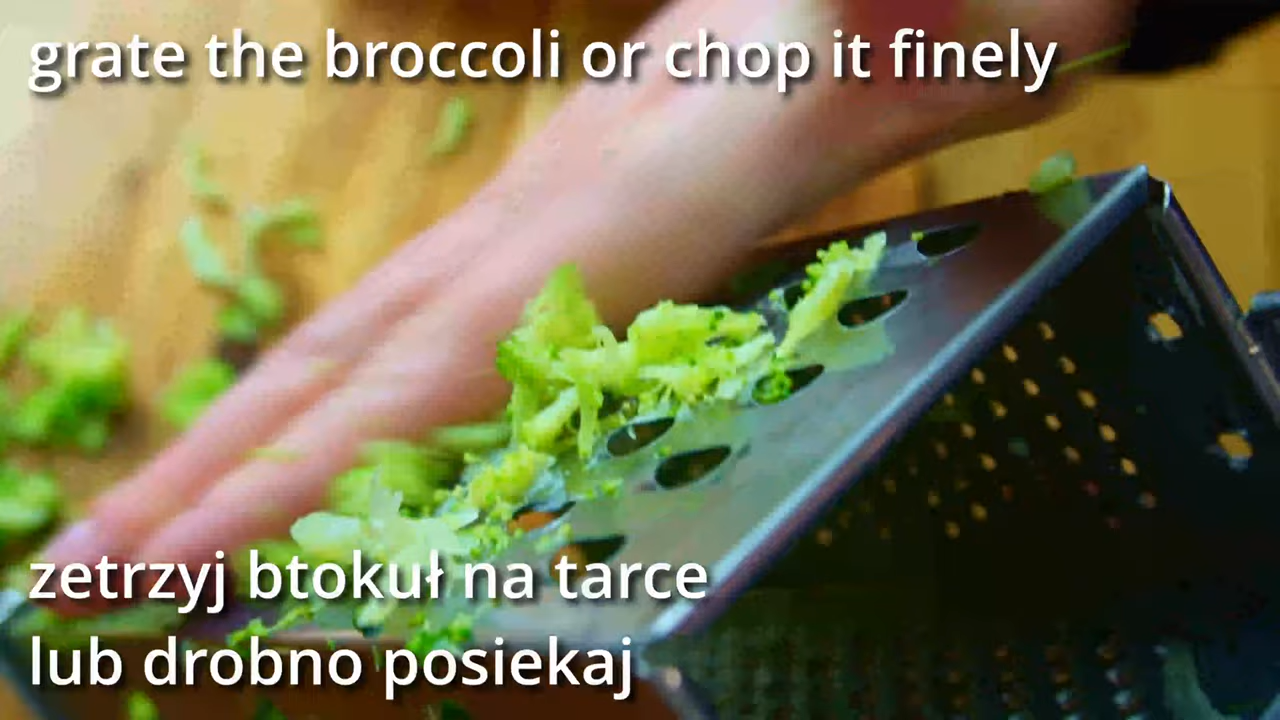 grate the broccoli or chop it finely
zetrzyj btokuł na tarce
lub drobno posiekaj